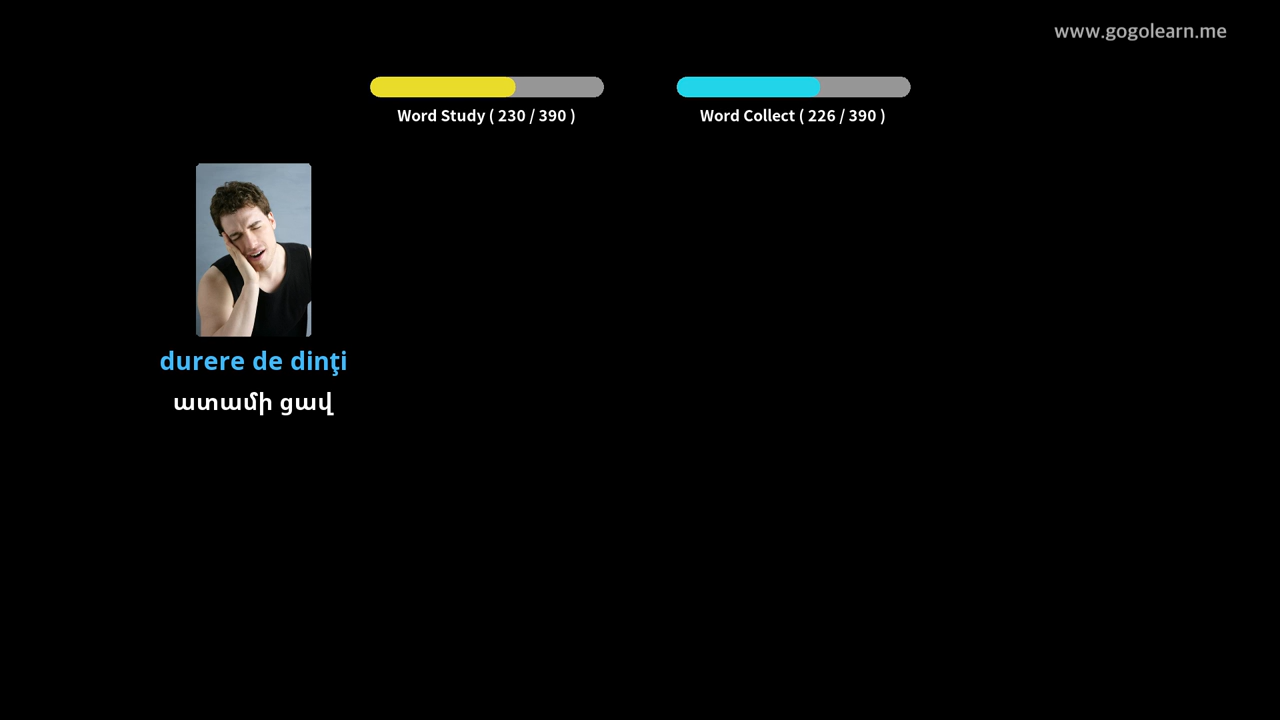 www.gogolearn.me
Word Study ( 230 / 390 )
Word Collect ( 226 / 390 )
durere de dinţi
ատամի ցավ